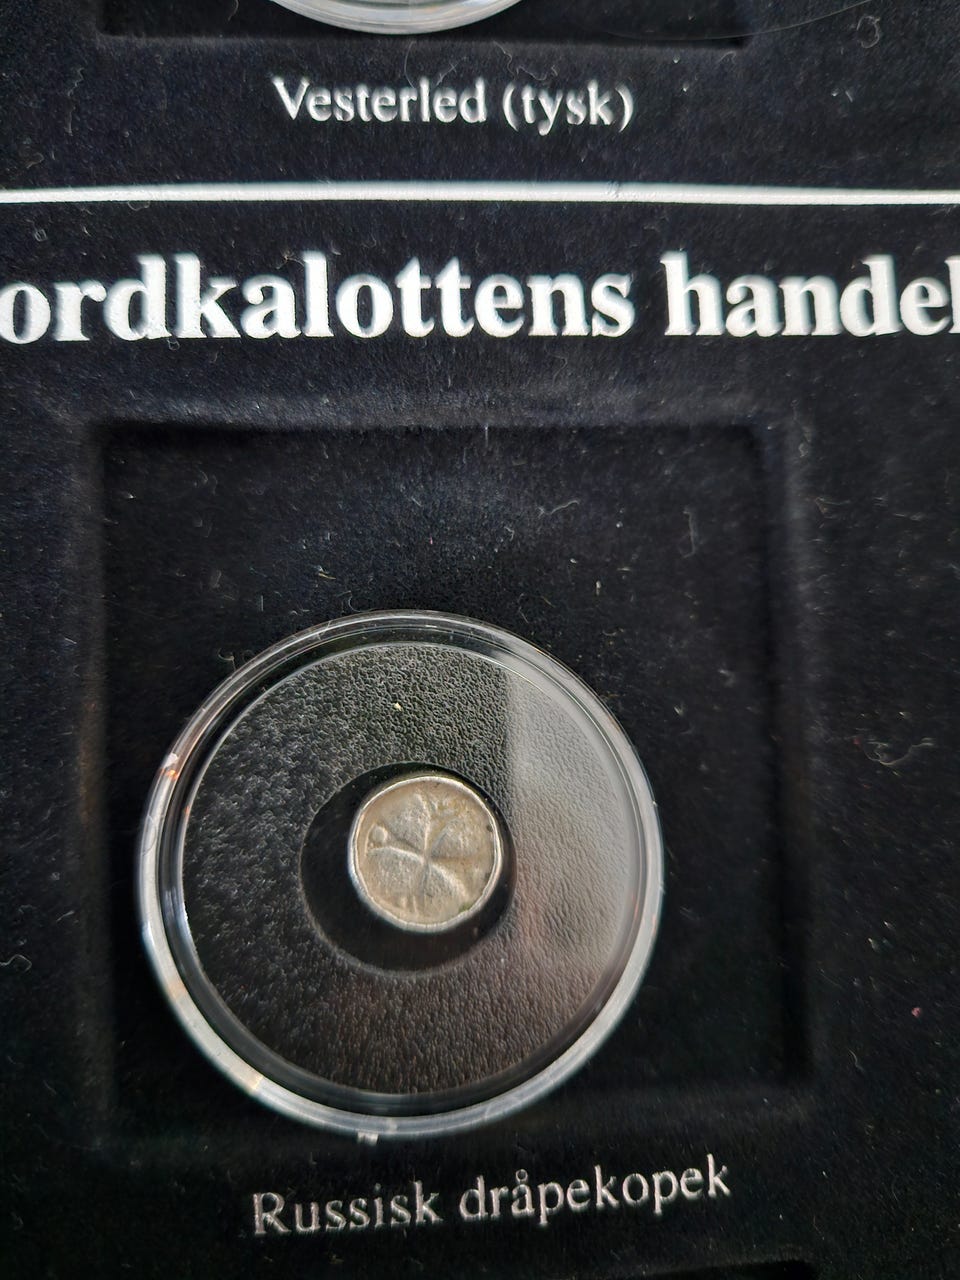 Vesterled (tysk)
ordkalottens handel
Russisk dråpekopek